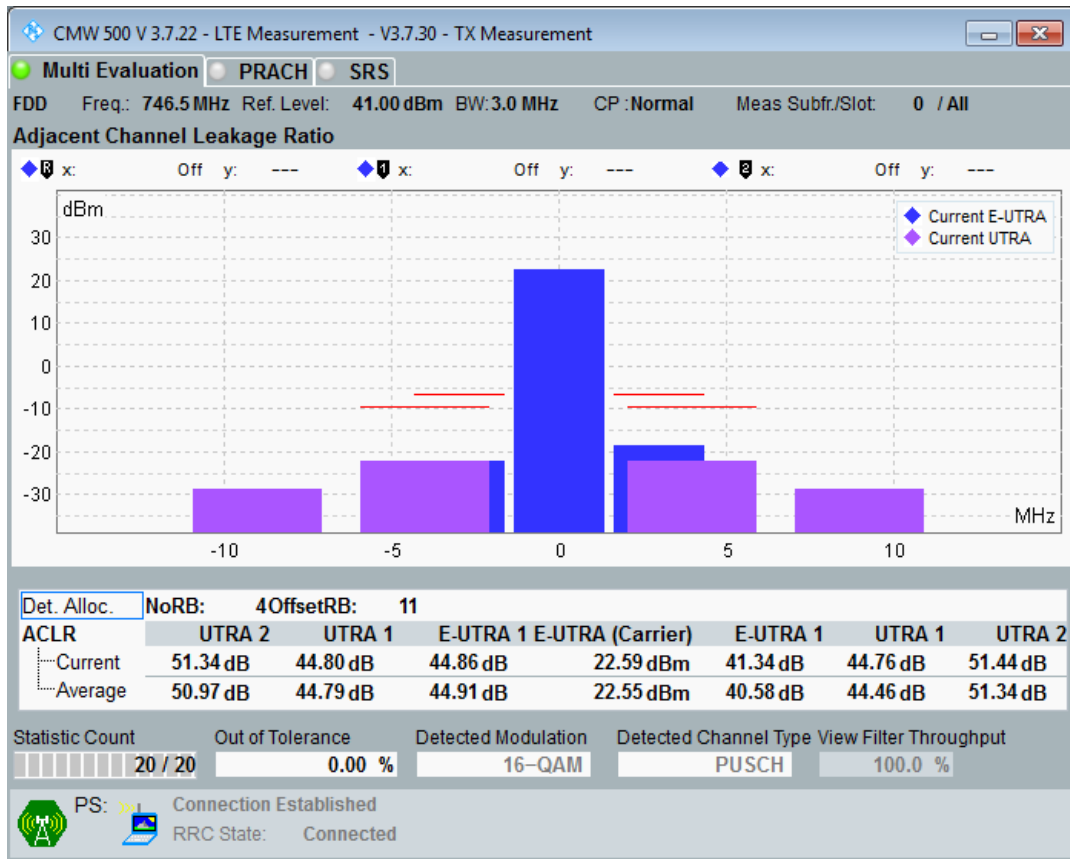 CMW 500 V 3.7.22 - LTE Measurement - V3.7.30 - TX Measurement
Multi Evaluation PRACH SRS
FDD Freq.: 746.5 MHz Ref. Level: 41.00 dBm BW: 3.0 MHz CP : Normal Meas Subfr./Slot: 0 / All
Adjacent Channel Leakage Ratio
R x: Off y: --- 1 x: Off y: --- 2 x: Off y: ---
dBm
Current E-UTRA
Current UTRA
30
20
10
0
-10
-20
-30
MHz
-10 -5 0 5 10
Det. Alloc. NoRB: 4 OffsetRB: 11
ACLR UTRA 2 UTRA 1 E-UTRA 1 E-UTRA (Carrier) E-UTRA 1 UTRA 1 UTRA 2
Current 51.34 dB 44.80 dB 44.86 dB 22.59 dBm 41.34 dB 44.76 dB 51.44 dB
Average 50.97 dB 44.79 dB 44.91 dB 22.55 dBm 40.58 dB 44.46 dB 51.34 dB
Statistic Count Out of Tolerance Detected Modulation Detected Channel Type View Filter Throughput
20 / 20 0.00 % 16-QAM PUSCH 100.0 %
PS: Connection Established
RRC State: Connected